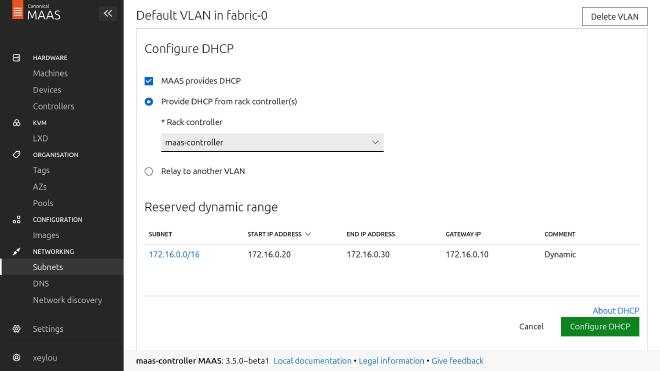 Canonical
MAAS
Default VLAN in fabric-0
Delete VLAN
HARDWARE
Machines
Devices
Controllers
KVM
LXD
ORGANISATION
Tags
AZs
Pools
CONFIGURATION
Images
NETWORKING
Subnets
DNS
Network discovery
Settings
xeylou
Configure DHCP
MAAS provides DHCP
Provide DHCP from rack controller(s)
* Rack controller
maas-controller
Relay to another VLAN
Reserved dynamic range
SUBNET START IP ADDRESS END IP ADDRESS GATEWAY IP COMMENT
172.16.0.0/16 172.16.0.20 172.16.0.30 172.16.0.10 Dynamic
About DHCP
Cancel Configure DHCP
maas-controller MAAS: 3.5.0~beta1 Local documentation • Legal information • Give feedback